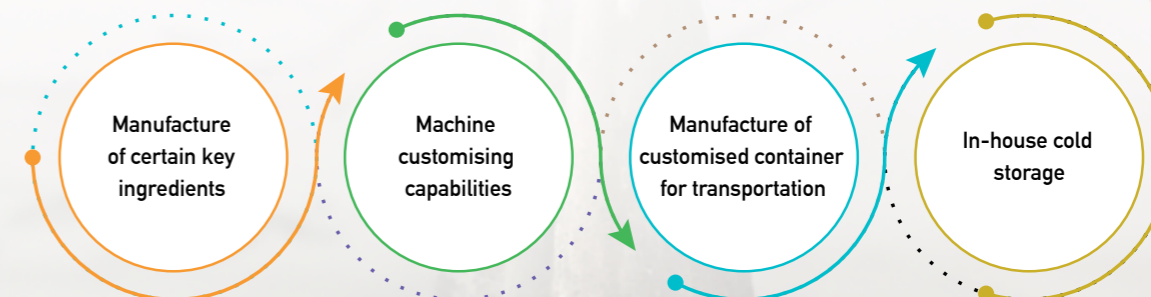 Manufacture
of certain key
ingredients
Machine
customising
capabilities
Manufacture of
customised container
for transportation
In-house cold
storage